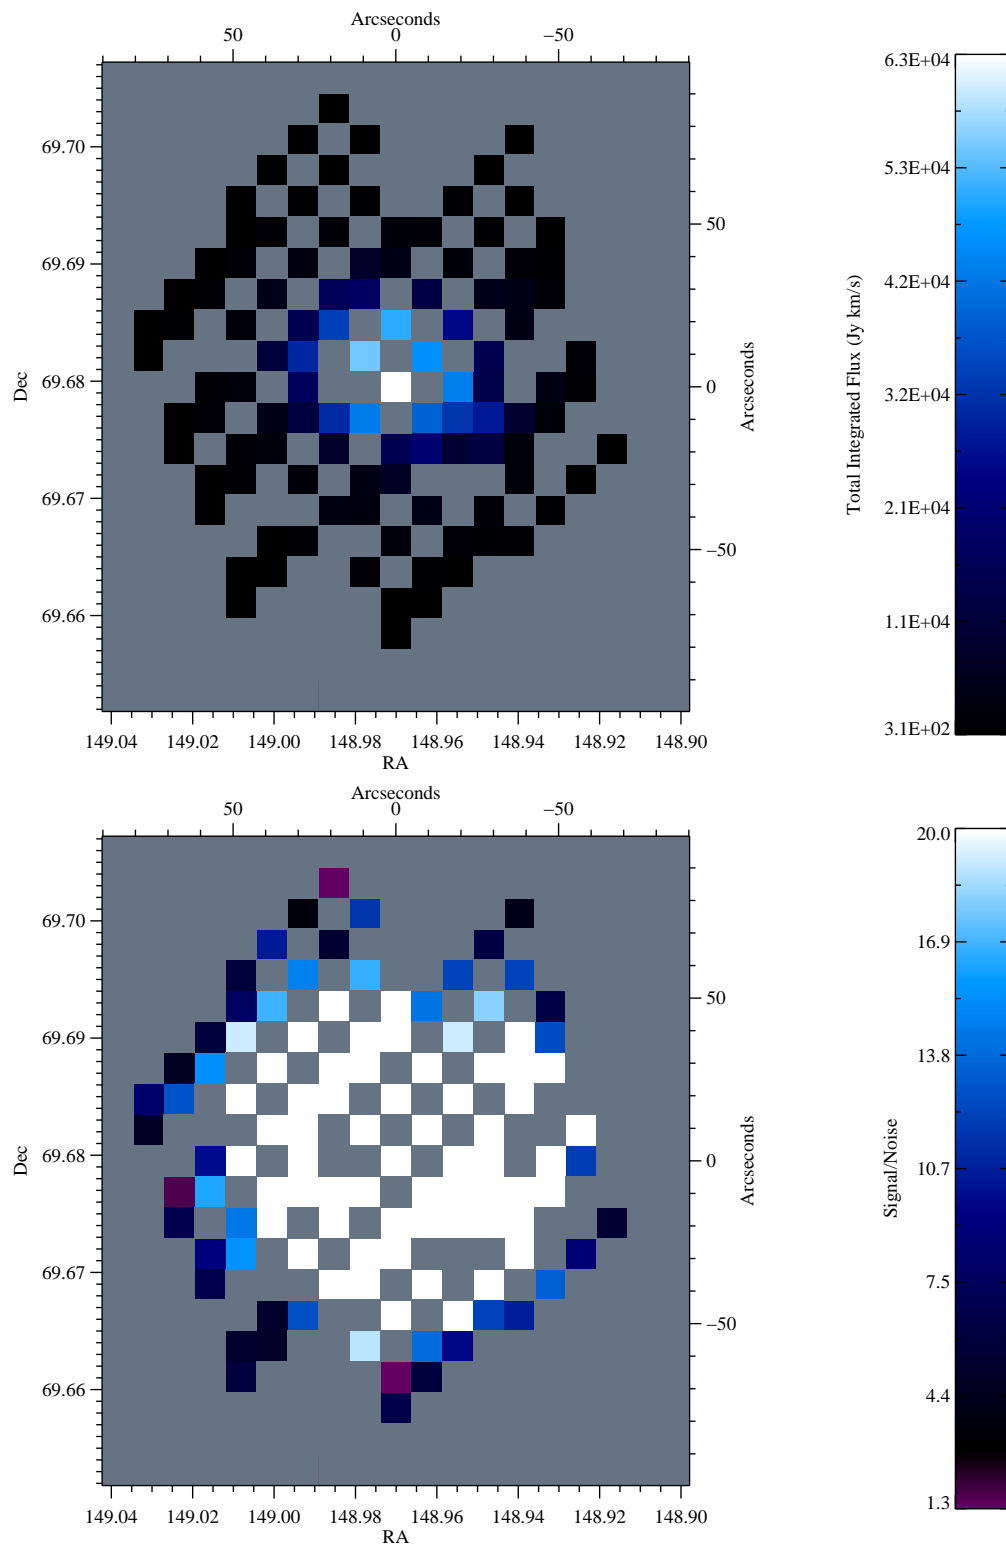 Arcseconds
50 0 −50
6.3E+04
69.70
5.3E+04
50
69.69
4.2E+04
Dec
69.68
0
Arcseconds
Total Integrated Flux (Jy km/s)
3.2E+04
69.67
2.1E+04
−50
69.66
1.1E+04
3.1E+02
149.04 149.02 149.00 148.98 148.96 148.94 148.92 148.90
RA
Arcseconds
50 0 −50
20.0
69.70
16.9
50
69.69
13.8
Dec
69.68
0
Arcseconds
Signal/Noise
10.7
69.67
7.5
−50
69.66
4.4
1.3
149.04 149.02 149.00 148.98 148.96 148.94 148.92 148.90
RA